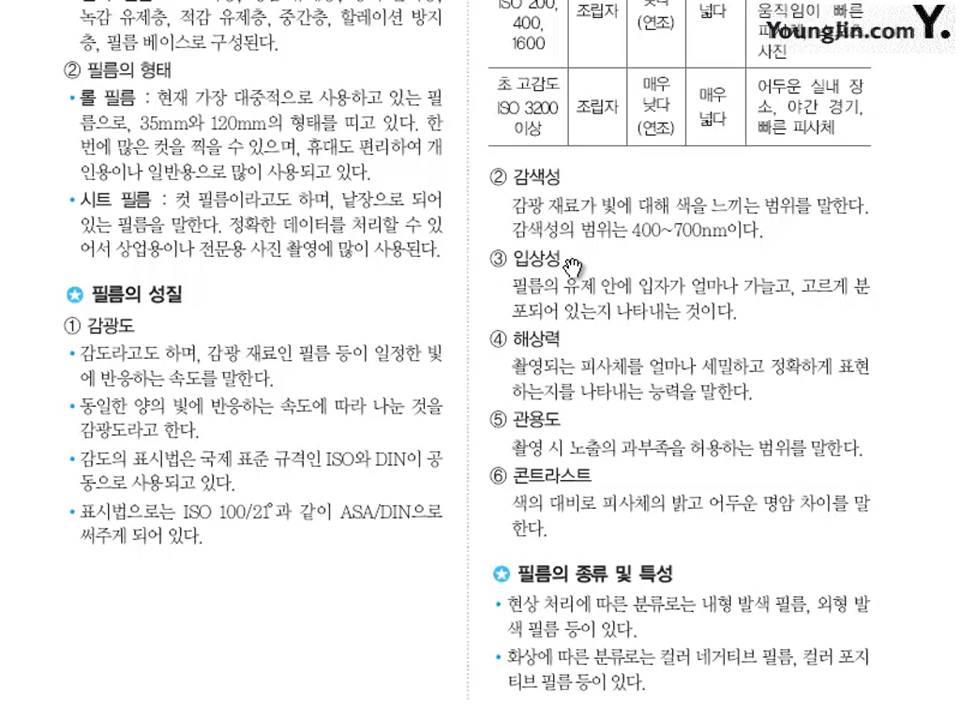 녹감 유제층, 적감 유제층, 중간층, 할레이션 방지
층, 필름 베이스로 구성된다.
② 필름의 형태
• 롤 필름 : 현재 가장 대중적으로 사용하고 있는 필
름으로, 35mm와 120mm의 형태를 띠고 있다. 한
번에 많은 컷을 찍을 수 있으며, 휴대도 편리하여 개
인용이나 일반용으로 많이 사용되고 있다.
• 시트 필름 : 컷 필름이라고도 하며, 낱장으로 되어
있는 필름을 말한다. 정확한 데이터를 처리할 수 있
어서 상업용이나 전문용 사진 촬영에 많이 사용된다.
필름의 성질
① 감광도
• 감도라고도 하며, 감광 재료인 필름 등이 일정한 빛
에 반응하는 속도를 말한다.
• 동일한 양의 빛에 반응하는 속도에 따라 나눈 것을
감광도라고 한다.
• 감도의 표시법은 국제 표준 규격인 ISO와 DIN이 공
동으로 사용되고 있다.
• 표시법으로는 ISO 100/21°과 같이 ASA/DIN으로
써주게 되어 있다.
ISO 200,
400,
1600
조립자
낮다
(연조)
넓다
움직임이 빠른
사진
Younglin.com Y.
초 고감도
ISO 3200
이상
조립자
매우
낮다
(연조)
매우
넓다
어두운 실내 장
소, 야간 경기,
빠른 피사체
② 감색성
감광 재료가 빛에 대해 색을 느끼는 범위를 말한다.
감색성의 범위는 400~700nm이다.
③ 입상성
필름의 유제 안에 입자가 얼마나 가늘고, 고르게 분
포되어 있는지 나타내는 것이다.
④ 해상력
촬영되는 피사체를 얼마나 세밀하고 정확하게 표현
하는지를 나타내는 능력을 말한다.
⑤ 관용도
촬영 시 노출의 과부족을 허용하는 범위를 말한다.
⑥ 콘트라스트
색의 대비로 피사체의 밝고 어두운 명암 차이를 말
한다.
필름의 종류 및 특성
• 현상 처리에 따른 분류로는 내형 발색 필름, 외형 발
색 필름 등이 있다.
• 화상에 따른 분류로는 컬러 네거티브 필름, 컬러 포지
티브 필름 등이 있다.